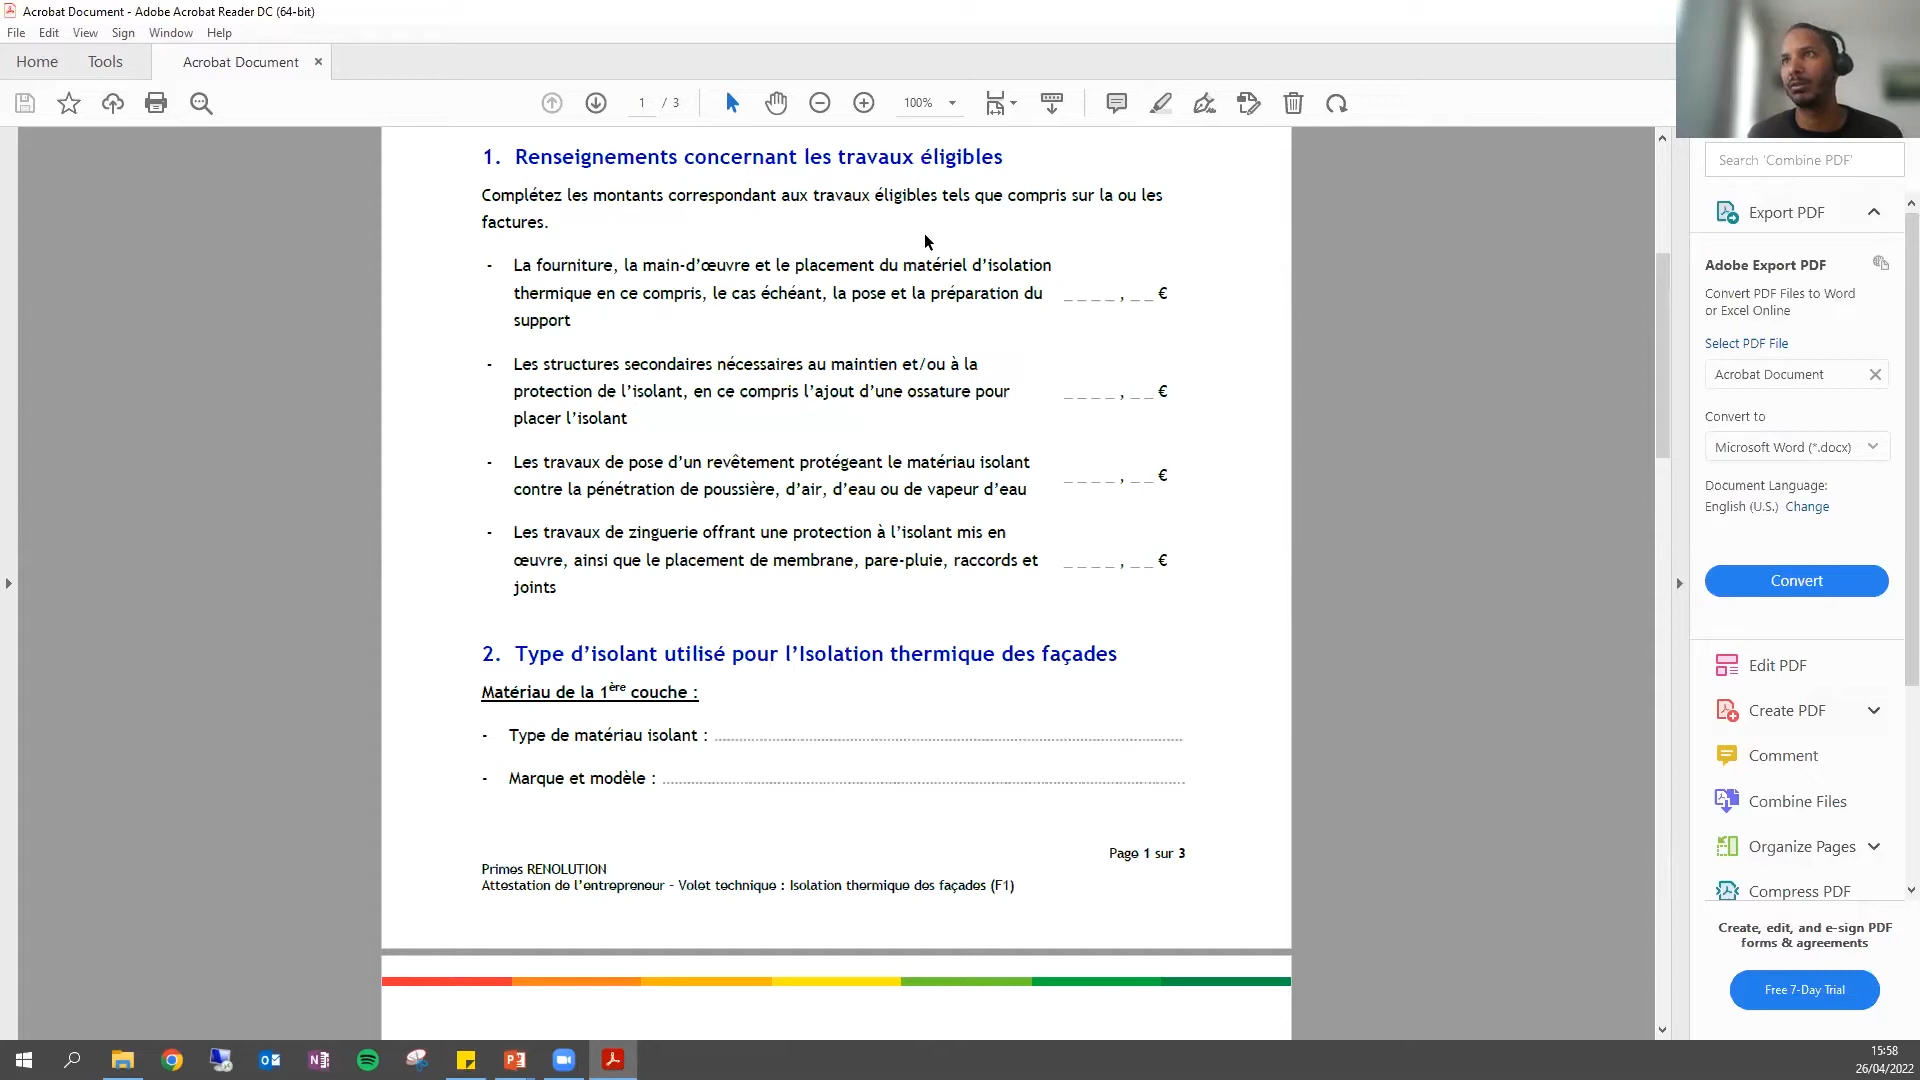 Acrobat Document - Adobe Acrobat Reader DC (64-bit)
File Edit View Sign Window Help
Home Tools Acrobat Document ×
1 / 3 100%
1. Renseignements concernant les travaux éligibles
Complétez les montants correspondant aux travaux éligibles tels que compris sur la ou les
factures.
- La fourniture, la main-d’œuvre et le placement du matériel d’isolation
thermique en ce compris, le cas échéant, la pose et la préparation du _ _ _ _ , _ _ €
support
- Les structures secondaires nécessaires au maintien et/ou à la
protection de l’isolant, en ce compris l’ajout d’une ossature pour _ _ _ _ , _ _ €
placer l’isolant
- Les travaux de pose d’un revêtement protégeant le matériau isolant
_ _ _ _ , _ _ €
contre la pénétration de poussière, d’air, d’eau ou de vapeur d’eau
- Les travaux de zinguerie offrant une protection à l’isolant mis en
œuvre, ainsi que le placement de membrane, pare-pluie, raccords et _ _ _ _ , _ _ €
joints
2. Type d’isolant utilisé pour l’Isolation thermique des façades
Matériau de la 1ère couche :
- Type de matériau isolant : ........................................
- Marque et modèle : ........................................
Page 1 sur 3
Primes RENOLUTION
Attestation de l’entrepreneur – Volet technique : Isolation thermique des façades (F1)
Search 'Combine PDF'
Export PDF
Adobe Export PDF
Convert PDF Files to Word
or Excel Online
Select PDF File
Acrobat Document
Convert to
Microsoft Word (*.docx)
Document Language:
English (U.S.) Change
Convert
Edit PDF
Create PDF
Comment
Combine Files
Organize Pages
Compress PDF
Create, edit, and e-sign PDF
forms & agreements
Free 7-Day Trial
15:58
26/04/2022